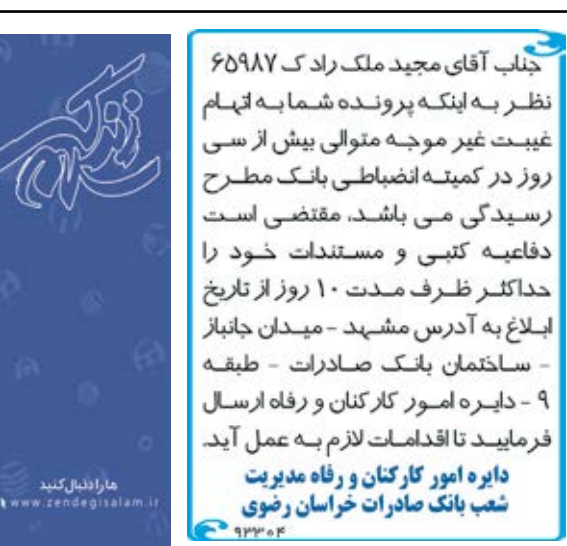 جناب آقای مجید ملک راد ک ۶۵۹۸۷
نظر به اینکه پرونده شما به اتهام
غیبت غیر موجه متوالی بیش از سی
روز در کمیته انضباطی بانک مطرح
رسیدگی می باشد، مقتضی است
دفاعیه کتبی و مستندات خود را
حداکثر ظرف مدت ۱۰ روز از تاریخ
ابلاغ به آدرس مشهد - میدان جانباز
- ساختمان بانک صادرات - طبقه
۹ - دایره امور کارکنان و رفاه ارسال
فرمایید تا اقدامات لازم به عمل آید.
دایره امور کارکنان و رفاه مدیریت
شعب بانک صادرات خراسان رضوی
۹۳۳۰۴
زندگی سلام
ما را دنبال کنید
www.zendegisalam.ir